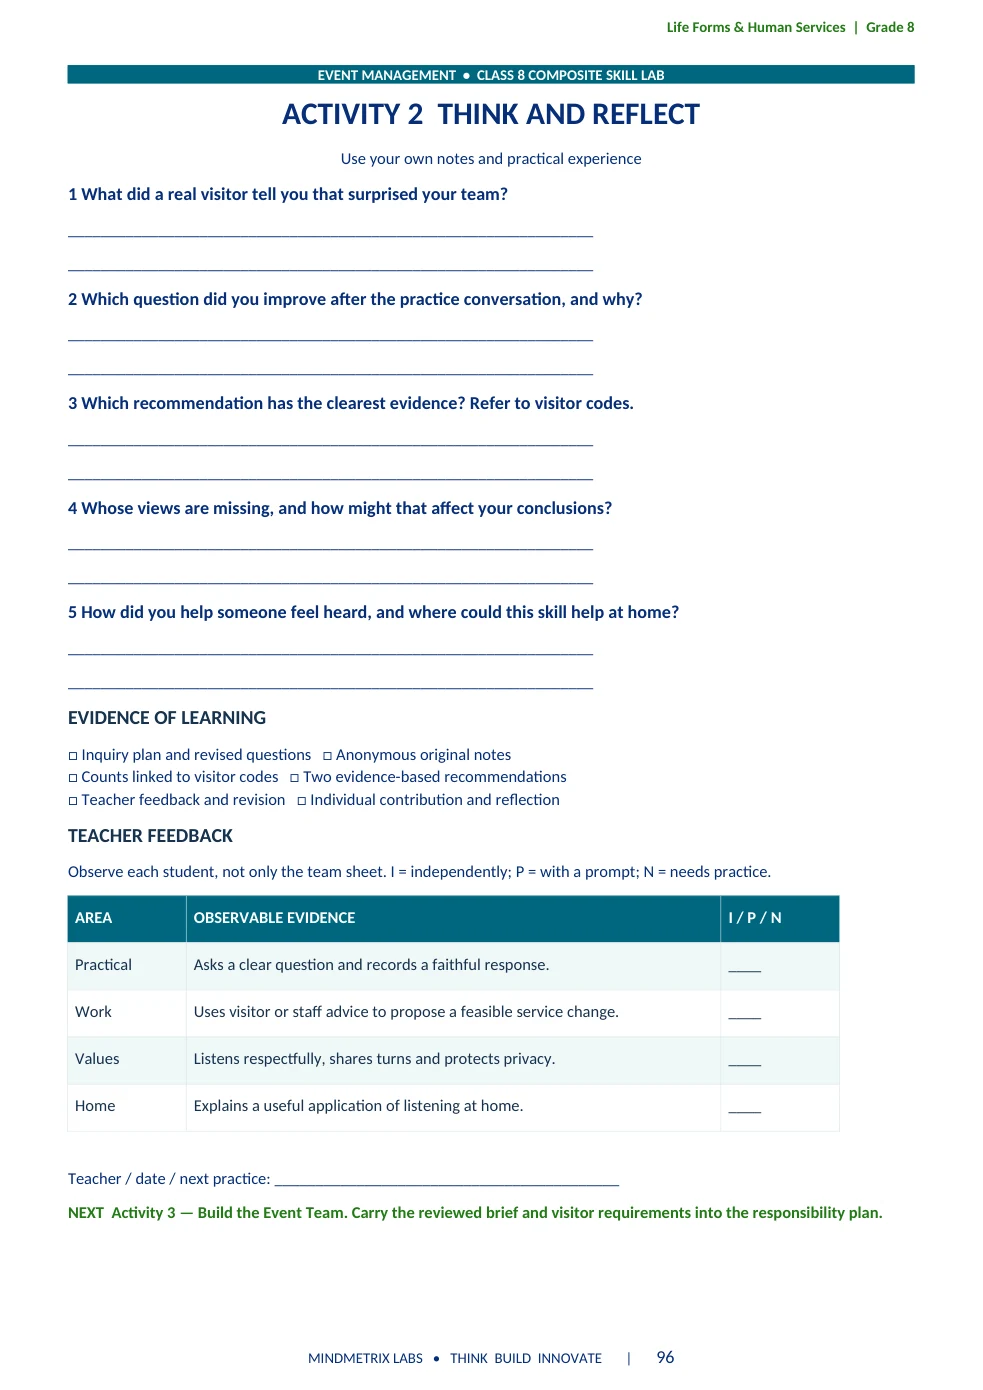 Life Forms & Human Services | Grade 8
EVENT MANAGEMENT ● CLASS 8 COMPOSITE SKILL LAB
ACTIVITY 2 THINK AND REFLECT
Use your own notes and practical experience
1 What did a real visitor tell you that surprised your team?
2 Which question did you improve after the practice conversation, and why?
3 Which recommendation has the clearest evidence? Refer to visitor codes.
4 Whose views are missing, and how might that affect your conclusions?
5 How did you help someone feel heard, and where could this skill help at home?
EVIDENCE OF LEARNING
□ Inquiry plan and revised questions □ Anonymous original notes
□ Counts linked to visitor codes □ Two evidence-based recommendations
□ Teacher feedback and revision □ Individual contribution and reflection
TEACHER FEEDBACK
Observe each student, not only the team sheet. I = independently; P = with a prompt; N = needs practice.
AREA OBSERVABLE EVIDENCE I / P / N
Practical Asks a clear question and records a faithful response. ____
Work Uses visitor or staff advice to propose a feasible service change. ____
Values Listens respectfully, shares turns and protects privacy. ____
Home Explains a useful application of listening at home. ____
Teacher / date / next practice: ____
NEXT Activity 3 — Build the Event Team. Carry the reviewed brief and visitor requirements into the responsibility plan.
MINDMETRIX LABS ● THINK BUILD INNOVATE | 96